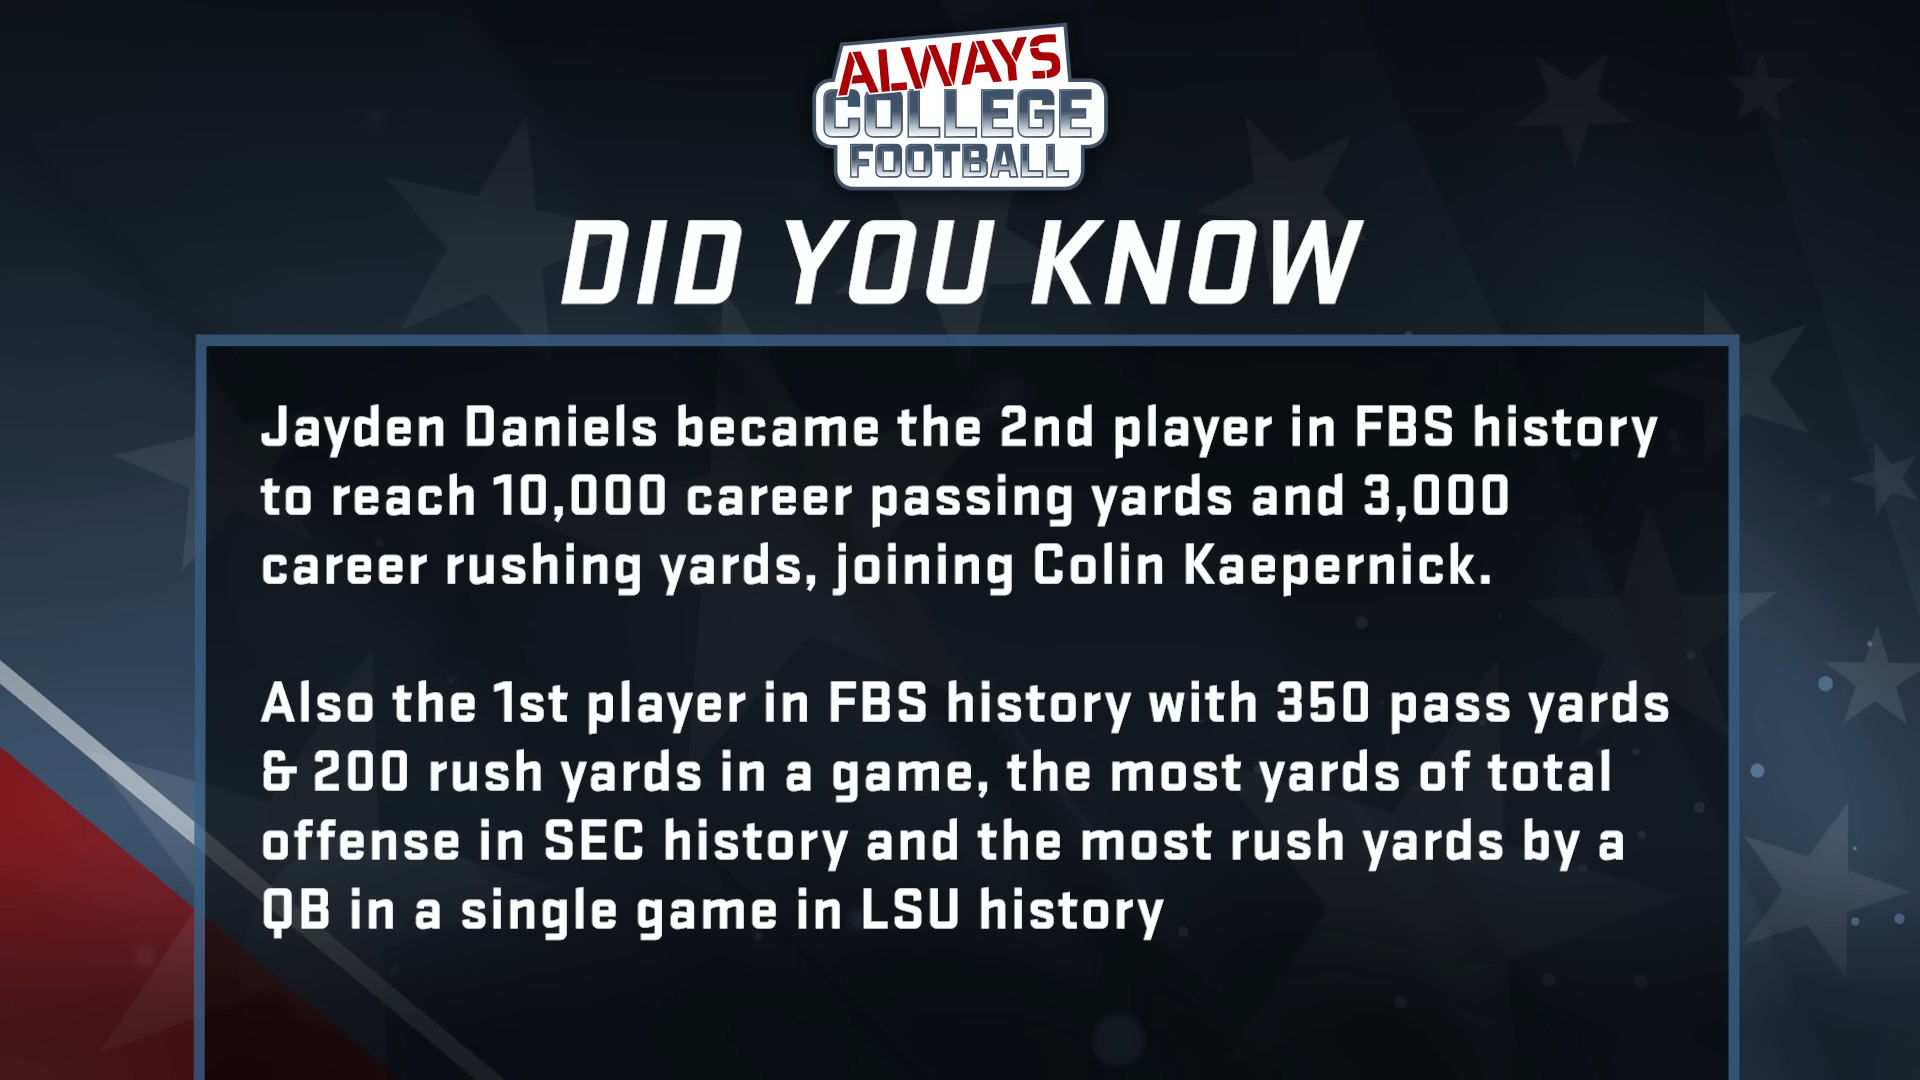 ALWAYS
COLLEGE
FOOTBALL
DID YOU KNOW
Jayden Daniels became the 2nd player in FBS history
to reach 10,000 career passing yards and 3,000
career rushing yards, joining Colin Kaepernick.
Also the 1st player in FBS history with 350 pass yards
& 200 rush yards in a game, the most yards of total
offense in SEC history and the most rush yards by a
QB in a single game in LSU history